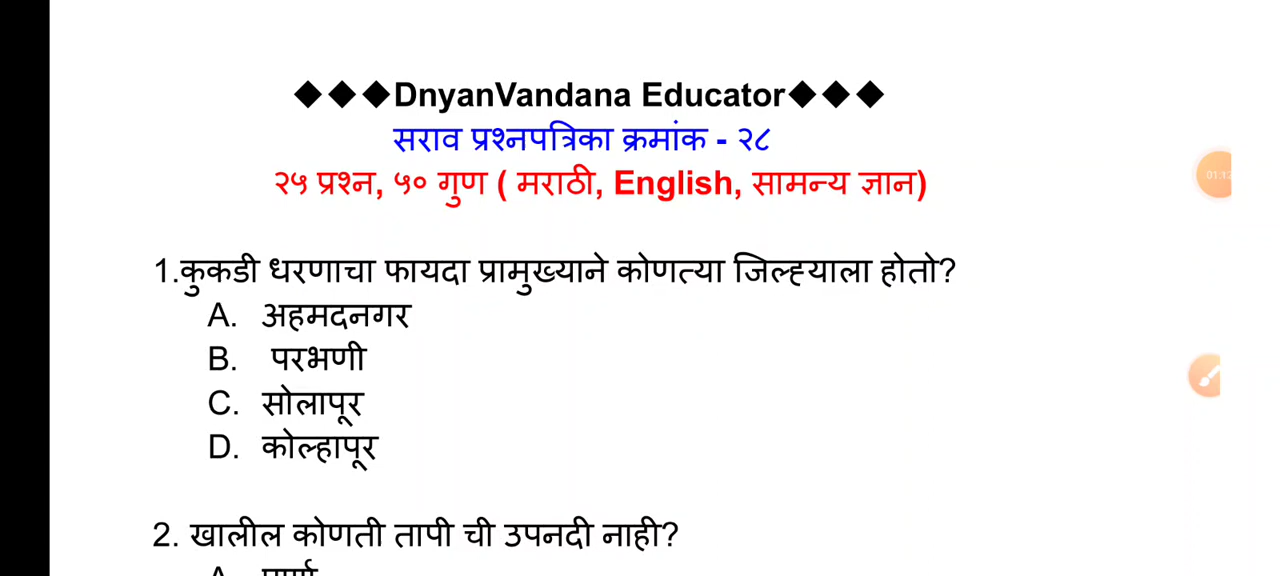 ◆◆◆DnyanVandana Educator◆◆◆
सराव प्रश्नपत्रिका क्रमांक - २८
२५ प्रश्न, ५० गुण ( मराठी, English, सामन्य ज्ञान)
1.कुकडी धरणाचा फायदा प्रामुख्याने कोणत्या जिल्ह्याला होतो?
A. अहमदनगर
B. परभणी
C. सोलापूर
D. कोल्हापूर
2. खालील कोणती तापी ची उपनदी नाही?